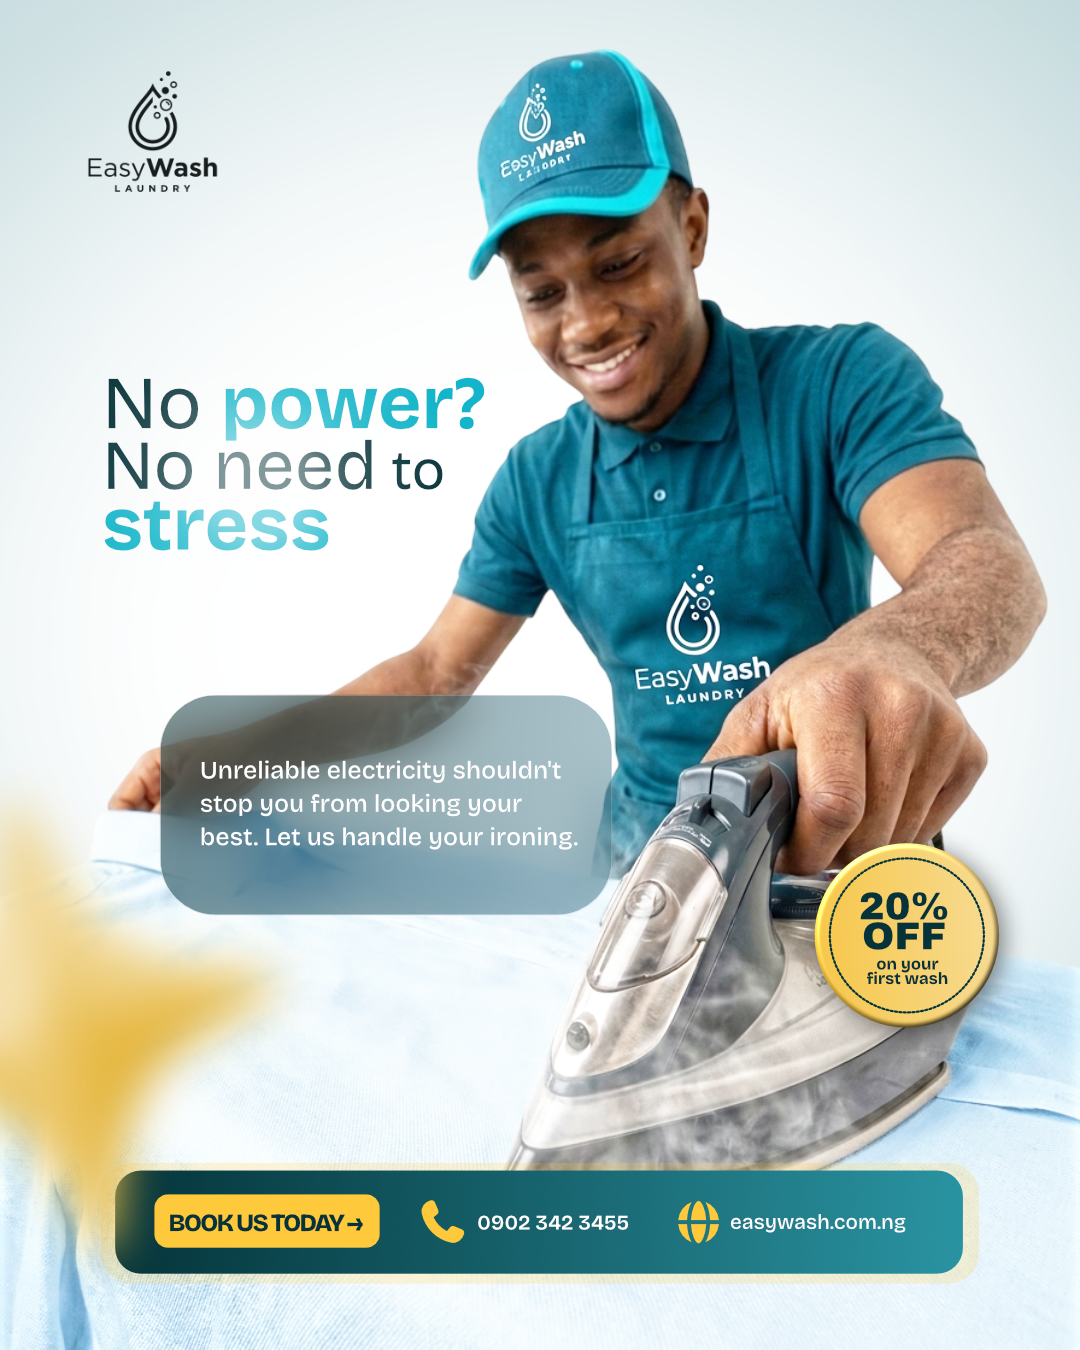 EasyWash
LAUNDRY
EasyWash
No power?
No need to
stress
EasyWash
LAUNDRY
Unreliable electricity shouldn't
stop you from looking your
best. Let us handle your ironing.
20%
OFF
on your
first wash
BOOK US TODAY →
0902 342 3455
easywash.com.ng